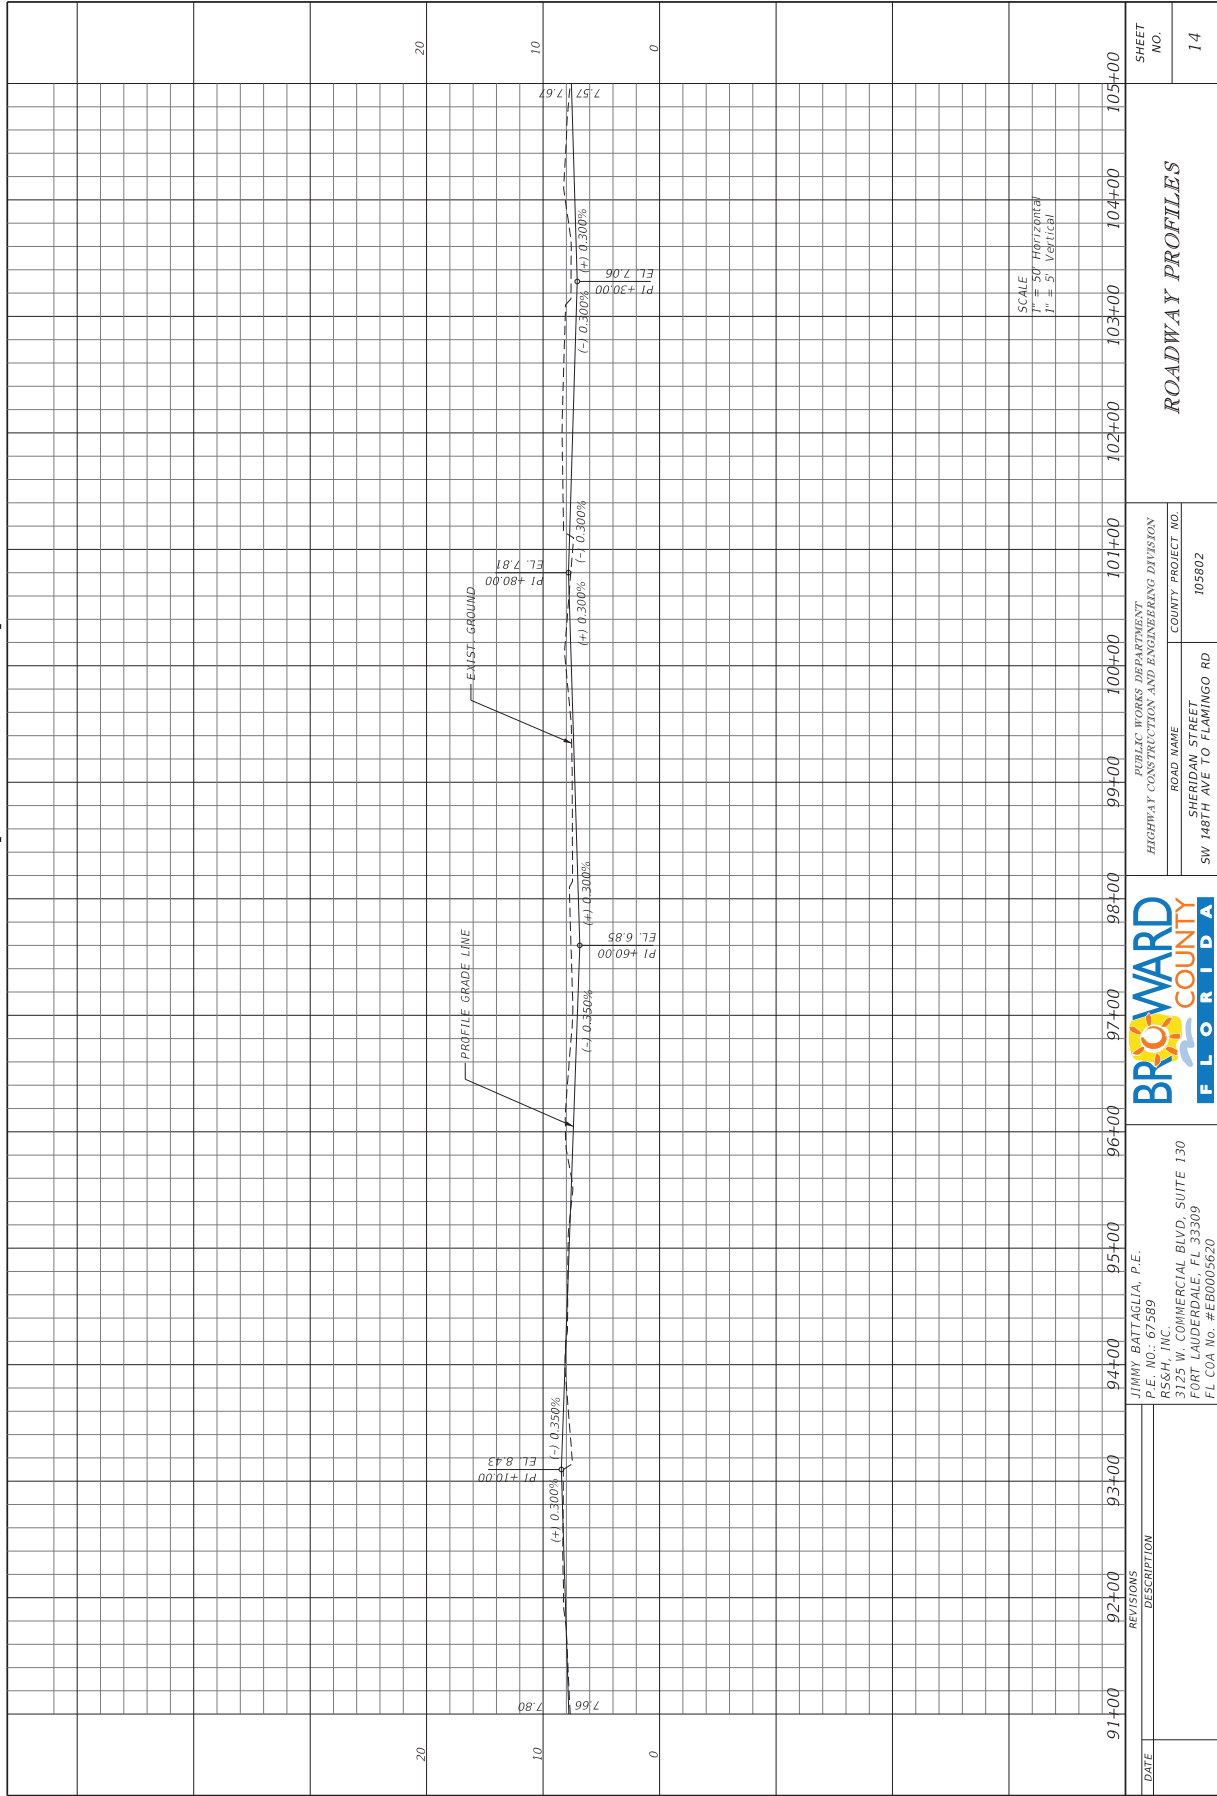 20
10
0
20
10
0
7.80
7.66
(+) 0.300%
PI +10.00
EL. 8.43
(-) 0.350%
PROFILE GRADE LINE
(-) 0.350%
PI +60.00
EL. 6.85
(+) 0.300%
EXIST. GROUND
(+) 0.300%
PI +80.00
EL. 7.81
(-) 0.300%
(-) 0.300%
PI +30.00
EL. 7.06
(+) 0.300%
7.67
7.57
SCALE
1" = 50' Horizontal
1" = 5' Vertical
91+00
92+00
93+00
94+00
95+00
96+00
97+00
98+00
99+00
100+00
101+00
102+00
103+00
104+00
105+00
REVISIONS
DATE
DESCRIPTION
JIMMY BATTAGLIA, P.E.
P.E. NO.: 67589
RS&H, INC.
3125 W. COMMERCIAL BLVD, SUITE 130
FORT LAUDERDALE, FL 33309
FL COA No. #EB0005620
BROWARD
COUNTY
FLORIDA
PUBLIC WORKS DEPARTMENT
HIGHWAY CONSTRUCTION AND ENGINEERING DIVISION
ROAD NAME
COUNTY PROJECT NO.
SHERIDAN STREET
SW 148TH AVE TO FLAMINGO RD
105802
ROADWAY PROFILES
SHEET
NO.
14